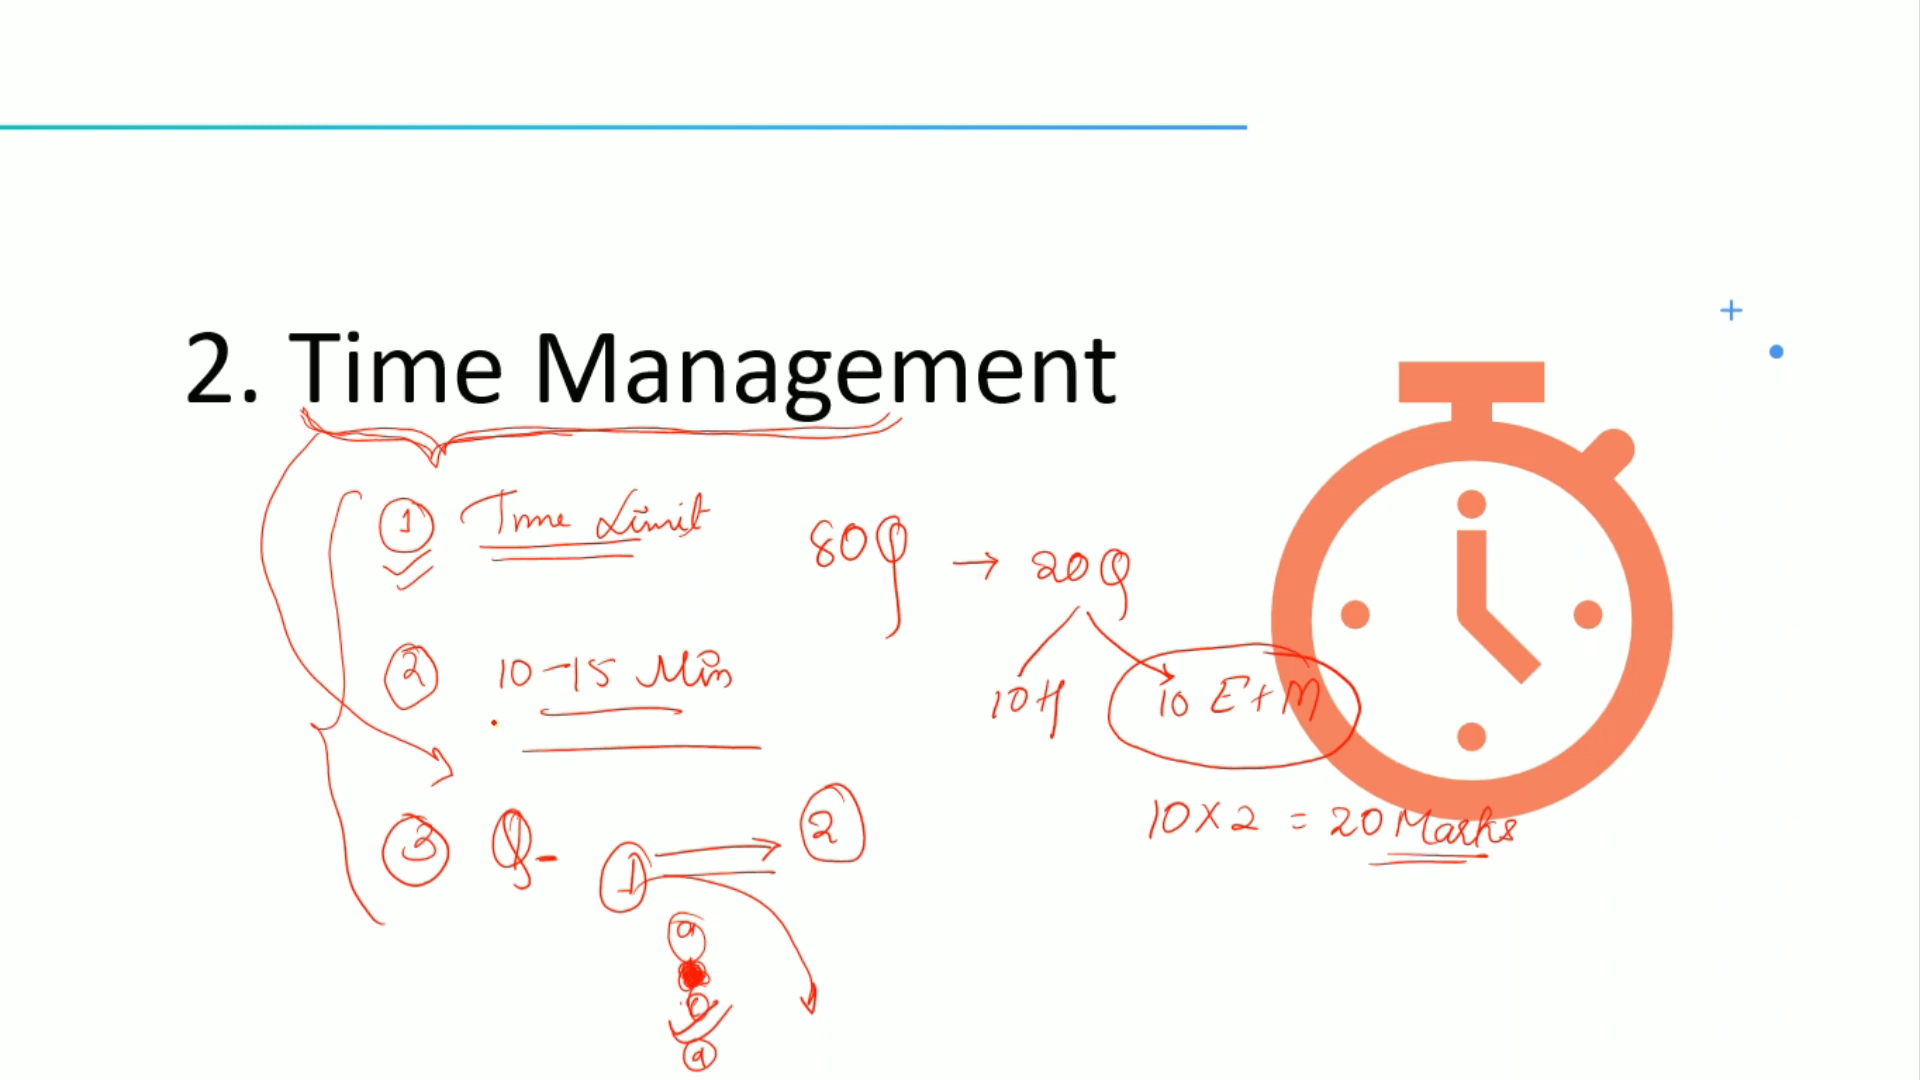 2. Time Management
1 Time Limit
80Q → 20Q
2 10-15 Min
10H 10 E+M
10×2 = 20 Marks
3 Q- 1 2
a
b
a